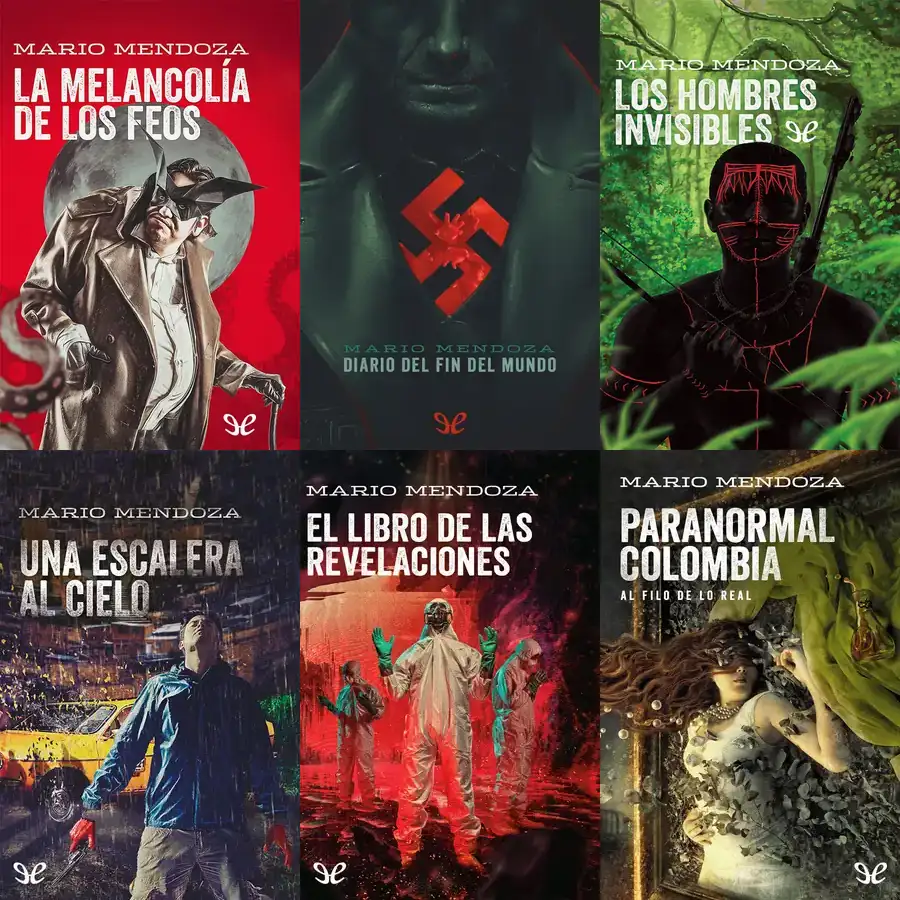 MARIO MENDOZA
LA MELANCOLÍA
DE LOS FEOS
MARIO MENDOZA
DIARIO DEL FIN DEL MUNDO
MARIO MENDOZA
LOS HOMBRES
INVISIBLES
MARIO MENDOZA
UNA ESCALERA
AL CIELO
MARIO MENDOZA
EL LIBRO DE LAS
REVELACIONES
MARIO MENDOZA
PARANORMAL
COLOMBIA
AL FILO DE LO REAL